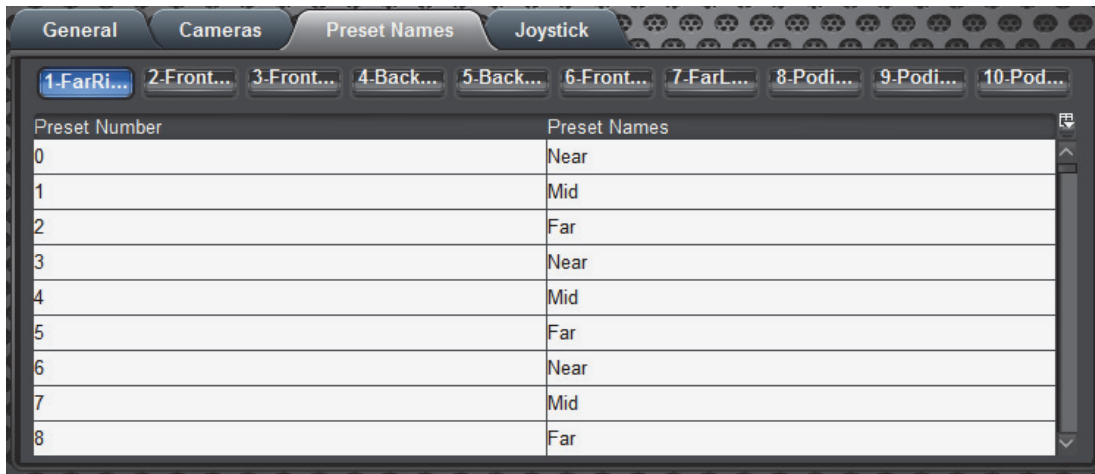 General Cameras Preset Names Joystick
1-FarRi... 2-Front... 3-Front... 4-Back... 5-Back... 6-Front... 7-FarL... 8-Podi... 9-Podi... 10-Pod...
Preset Number Preset Names
0 Near
1 Mid
2 Far
3 Near
4 Mid
5 Far
6 Near
7 Mid
8 Far